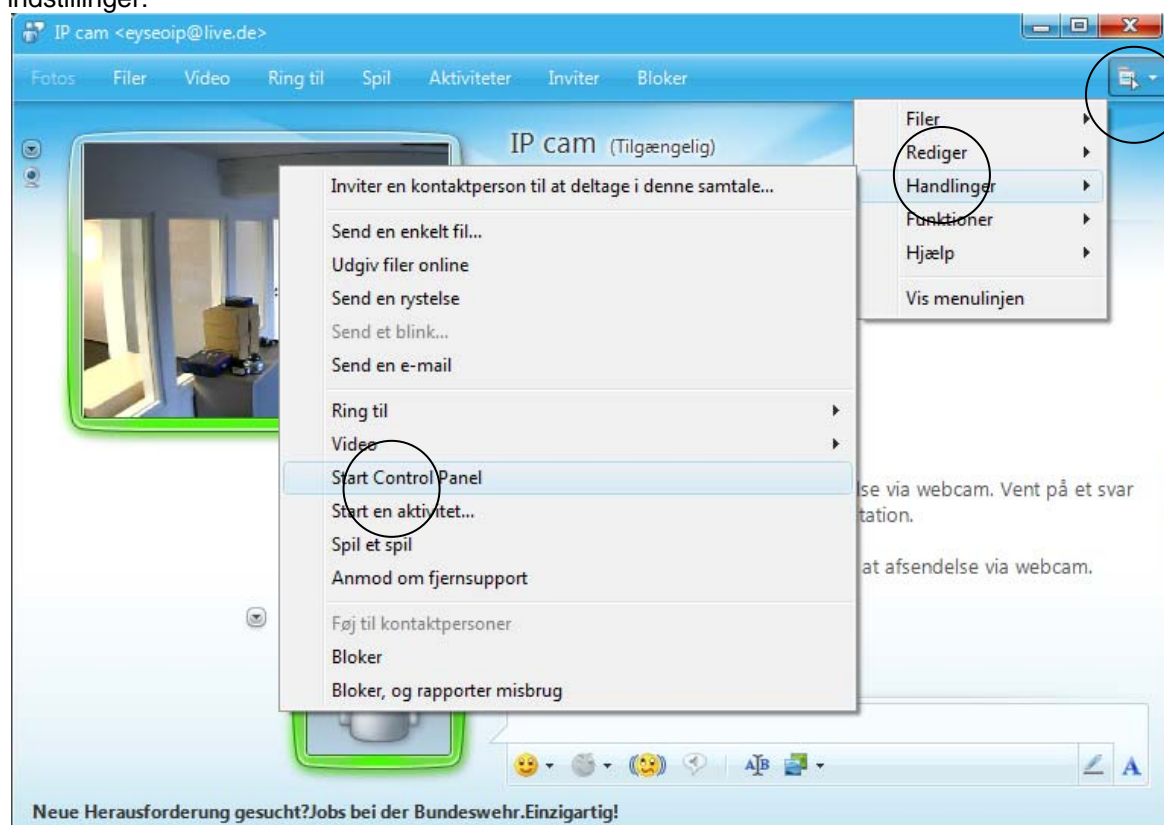 indstillinger.
IP cam <eyseoip@live.de>
Fotos Filer Video Ring til Spil Aktiviteter Inviter Bloker
IP cam (Tilgængelig)
Filer
Rediger
Handlinger
Funktioner
Hjælp
Vis menulinjen
Inviter en kontaktperson til at deltage i denne samtale...
Send en enkelt fil...
Udgiv filer online
Send en rystelse
Send et blink...
Send en e-mail
Ring til
Video
Start Control Panel
Start en aktivitet...
Spil et spil
Anmod om fjernsupport
Føj til kontaktpersoner
Bloker
Bloker, og rapporter misbrug
lse via webcam. Vent på et svar
tation.
at afsendelse via webcam.
A B
A
Neue Herausforderung gesucht?Jobs bei der Bundeswehr.Einzigartig!